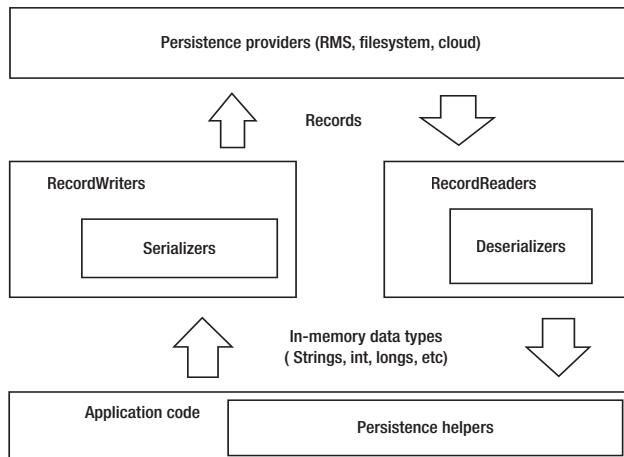 Persistence providers (RMS, filesystem, cloud)
Records
RecordWriters
RecordReaders
Serializers
Deserializers
In-memory data types
( Strings, int, longs, etc)
Application code
Persistence helpers